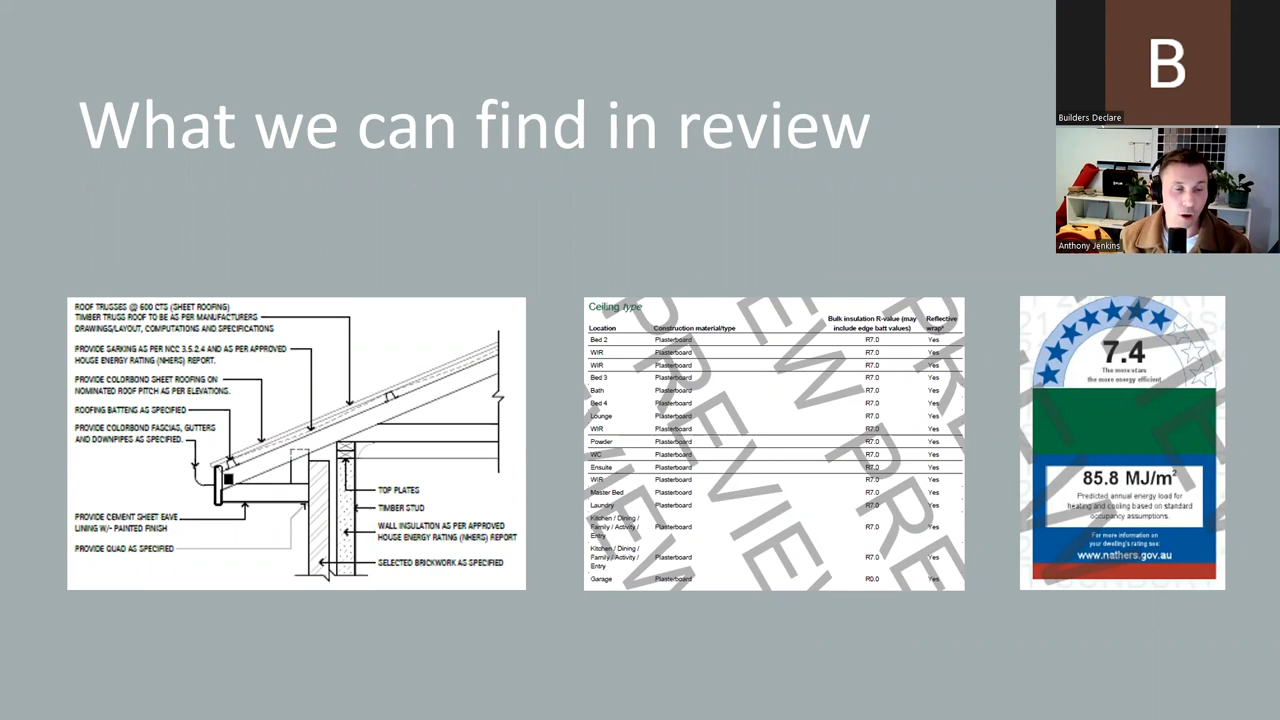 What we can find in review
B
Builders Declare
Anthony Jenkins
ROOF TRUSSES @ 600 CTS (SHEET ROOFING)
TIMBER TRUSS ROOF TO BE AS PER MANUFACTURERS
DRAWINGS/LAYOUT, COMPUTATIONS AND SPECIFICATIONS
PROVIDE SARKING AS PER NCC 3.5.2.4 AND AS PER APPROVED
HOUSE ENERGY RATING (NHERS) REPORT.
PROVIDE COLORBOND SHEET ROOFING ON
NOMINATED ROOF PITCH AS PER ELEVATIONS.
ROOFING BATTENS AS SPECIFIED
PROVIDE COLORBOND FASCIAS, GUTTERS
AND DOWNPIPES AS SPECIFIED.
PROVIDE CEMENT SHEET EAVE
LINING W/- PAINTED FINISH
PROVIDE QUAD AS SPECIFIED
TOP PLATES
TIMBER STUD
WALL INSULATION AS PER APPROVED
HOUSE ENERGY RATING (NHERS) REPORT
SELECTED BRICKWORK AS SPECIFIED
Ceiling type
Location Construction material/type Bulk insulation R-value (may include edge batt values) Reflective wrap*
Bed 2 Plasterboard R7.0 Yes
WIR Plasterboard R7.0 Yes
WIR Plasterboard R7.0 Yes
Bed 3 Plasterboard R7.0 Yes
Bath Plasterboard R7.0 Yes
Bed 4 Plasterboard R7.0 Yes
Lounge Plasterboard R7.0 Yes
WIR Plasterboard R7.0 Yes
Powder Plasterboard R7.0 Yes
WC Plasterboard R7.0 Yes
Ensuite Plasterboard R7.0 Yes
WIR Plasterboard R7.0 Yes
Master Bed Plasterboard R7.0 Yes
Laundry Plasterboard R7.0 Yes
Kitchen / Dining / Family / Activity / Entry Plasterboard R7.0 Yes
Kitchen / Dining / Family / Activity / Entry Plasterboard R7.0 Yes
Garage Plasterboard R0.0 Yes
PREVIEW
7.4
The more stars
the more energy efficient
85.8 MJ/m²
Predicted annual energy load for
heating and cooling based on standard
occupancy assumptions.
For more information on
your dwelling's rating see:
www.nathers.gov.au